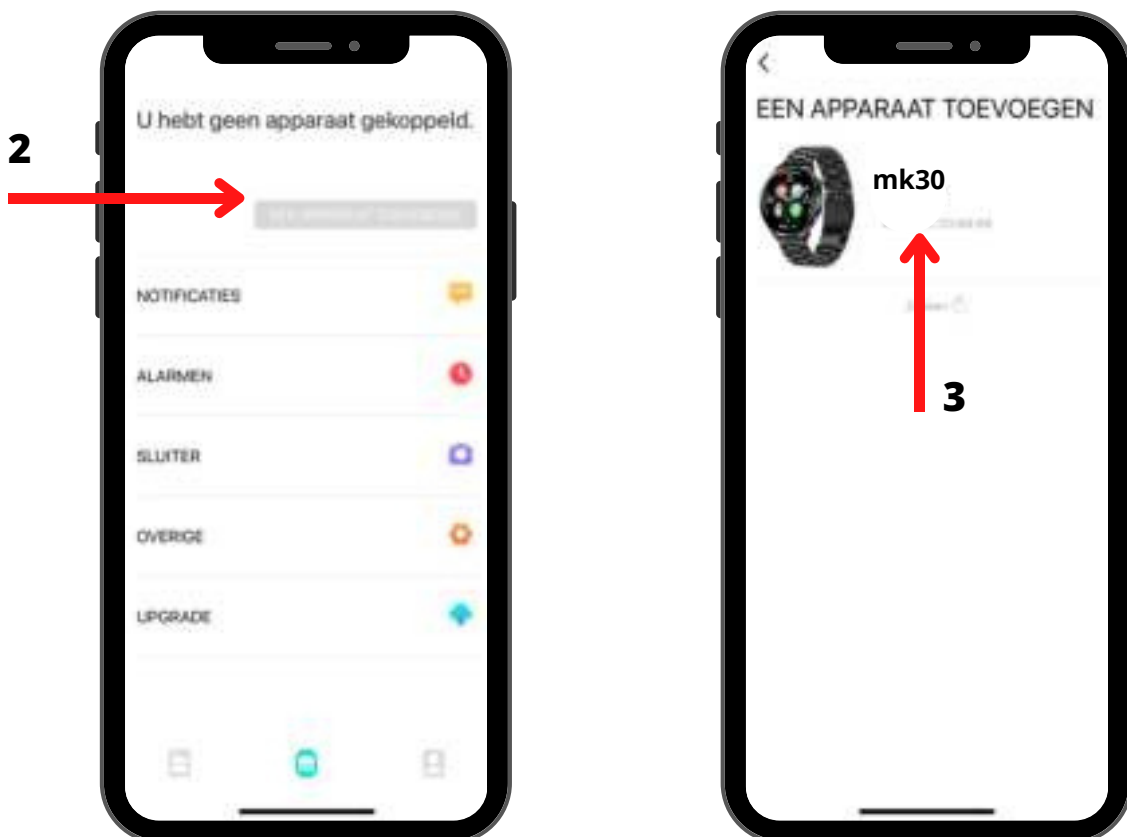 2
U hebt geen apparaat gekoppeld.
NOTIFICATIES
ALARMEN
SLUITER
OVERIGE
UPGRADE
EEN APPARAAT TOEVOEGEN
mk30
3